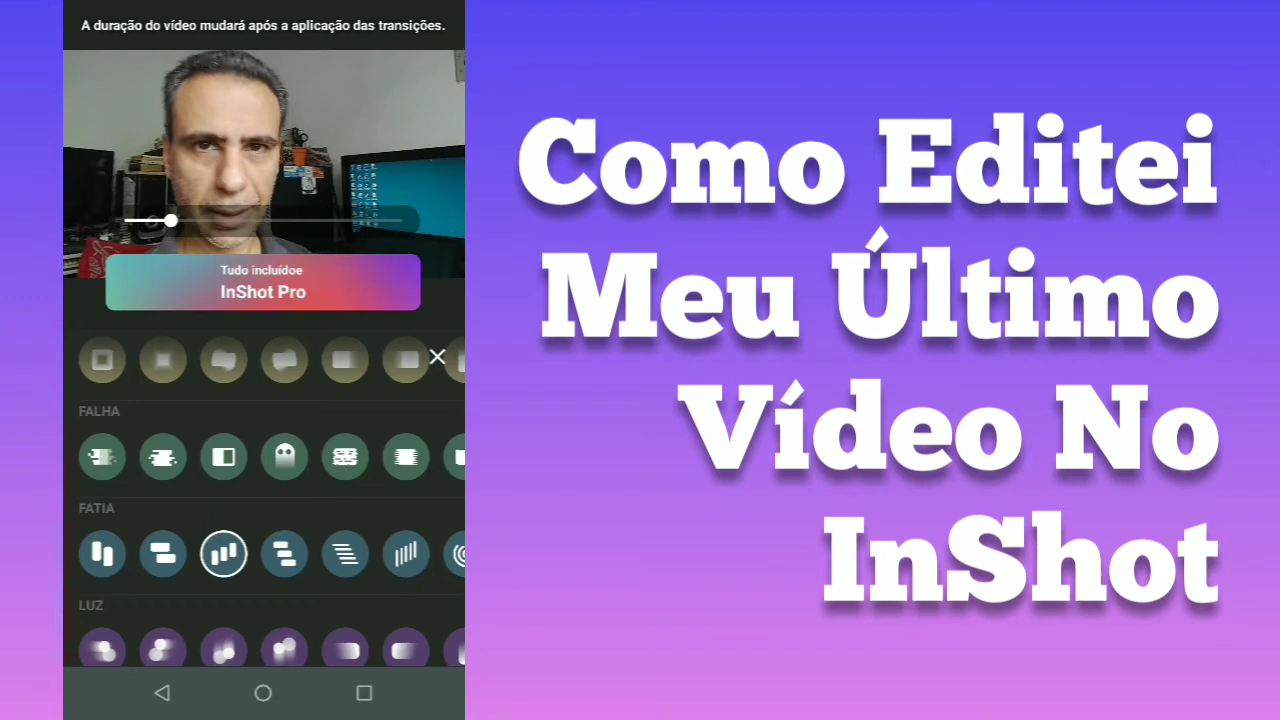 A duração do vídeo mudará após a aplicação das transições.
Tudo incluídoe
InShot Pro
FALHA
FATIA
LUZ
Como Editei
Meu Último
Vídeo No
InShot